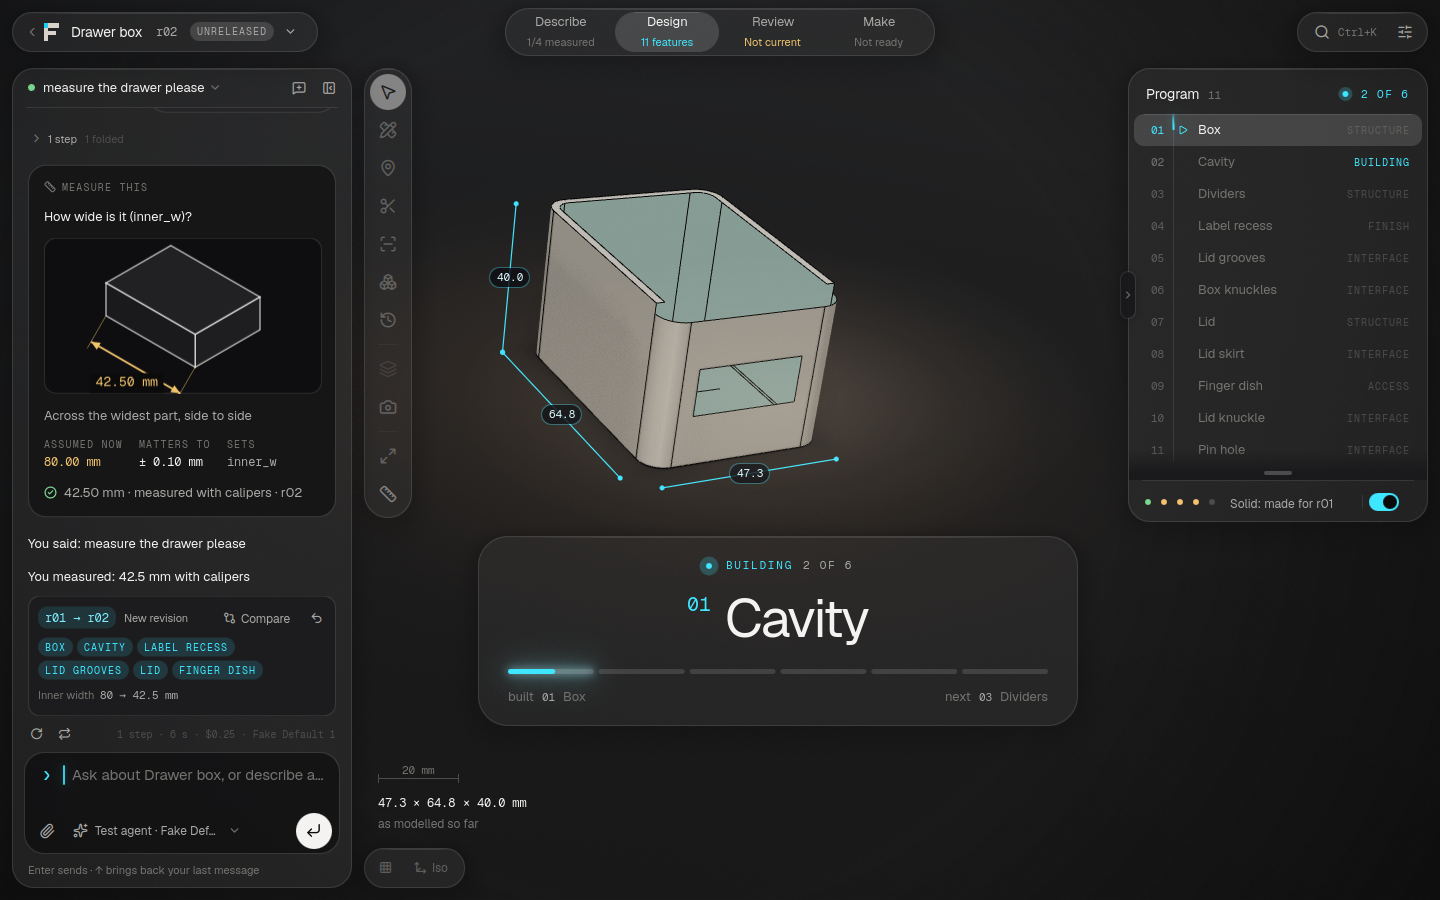 Drawer box r02 UNRELEASED
Describe
1/4 measured
Design
11 features
Review
Not current
Make
Not ready
Ctrl+K
measure the drawer please
1 step 1 folded
MEASURE THIS
How wide is it (inner_w)?
42.50 mm
Across the widest part, side to side
ASSUMED NOW MATTERS TO SETS
80.00 mm ± 0.10 mm inner_w
42.50 mm · measured with calipers · r02
You said: measure the drawer please
You measured: 42.5 mm with calipers
r01 → r02 New revision Compare
BOX CAVITY LABEL RECESS
LID GROOVES LID FINGER DISH
Inner width 80 → 42.5 mm
1 step · 6 s · $0.25 · Fake Default 1
Ask about Drawer box, or describe a...
Test agent · Fake Def...
Enter sends · ↑ brings back your last message
40.0
64.8
47.3
BUILDING 2 OF 6
01 Cavity
built 01 Box
next 03 Dividers
20 mm
47.3 × 64.8 × 40.0 mm
as modelled so far
Iso
Program 11 2 OF 6
01 Box STRUCTURE
02 Cavity BUILDING
03 Dividers STRUCTURE
04 Label recess FINISH
05 Lid grooves INTERFACE
06 Box knuckles INTERFACE
07 Lid STRUCTURE
08 Lid skirt INTERFACE
09 Finger dish ACCESS
10 Lid knuckle INTERFACE
11 Pin hole INTERFACE
Solid: made for r01